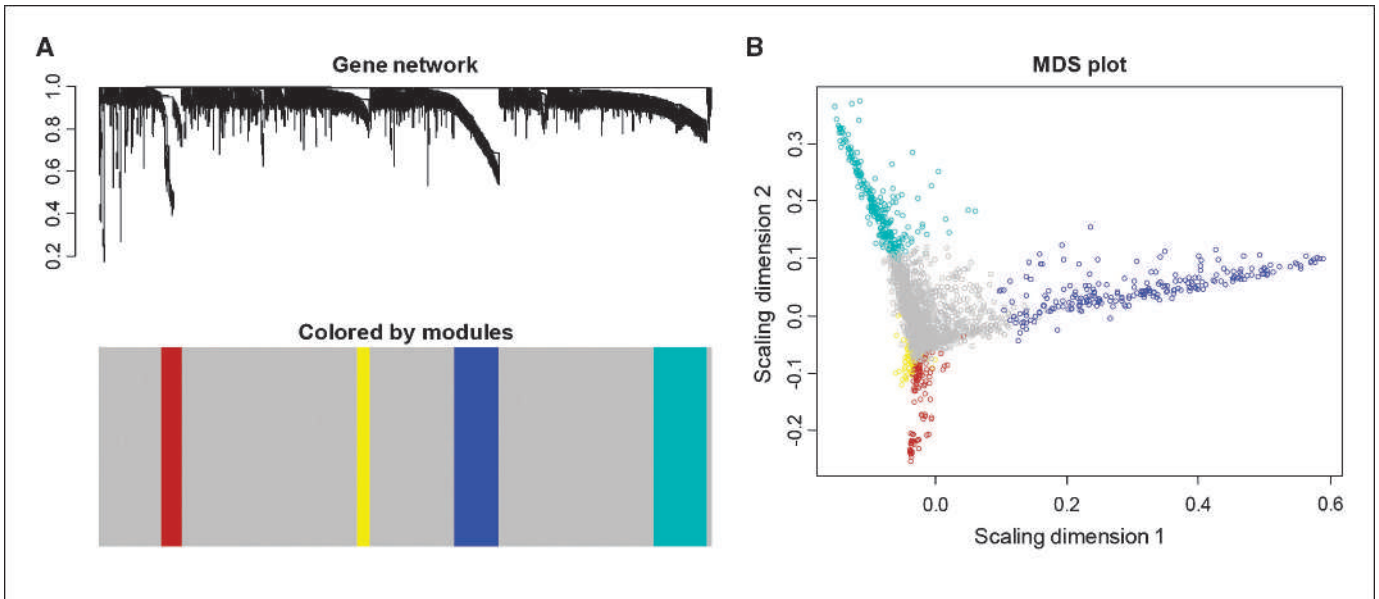 A
Gene network
1.0
0.8
0.6
0.4
0.2
Colored by modules
B
MDS plot
Scaling dimension 2
0.3
0.2
0.1
0.0
-0.1
-0.2
0.0 0.2 0.4 0.6
Scaling dimension 1